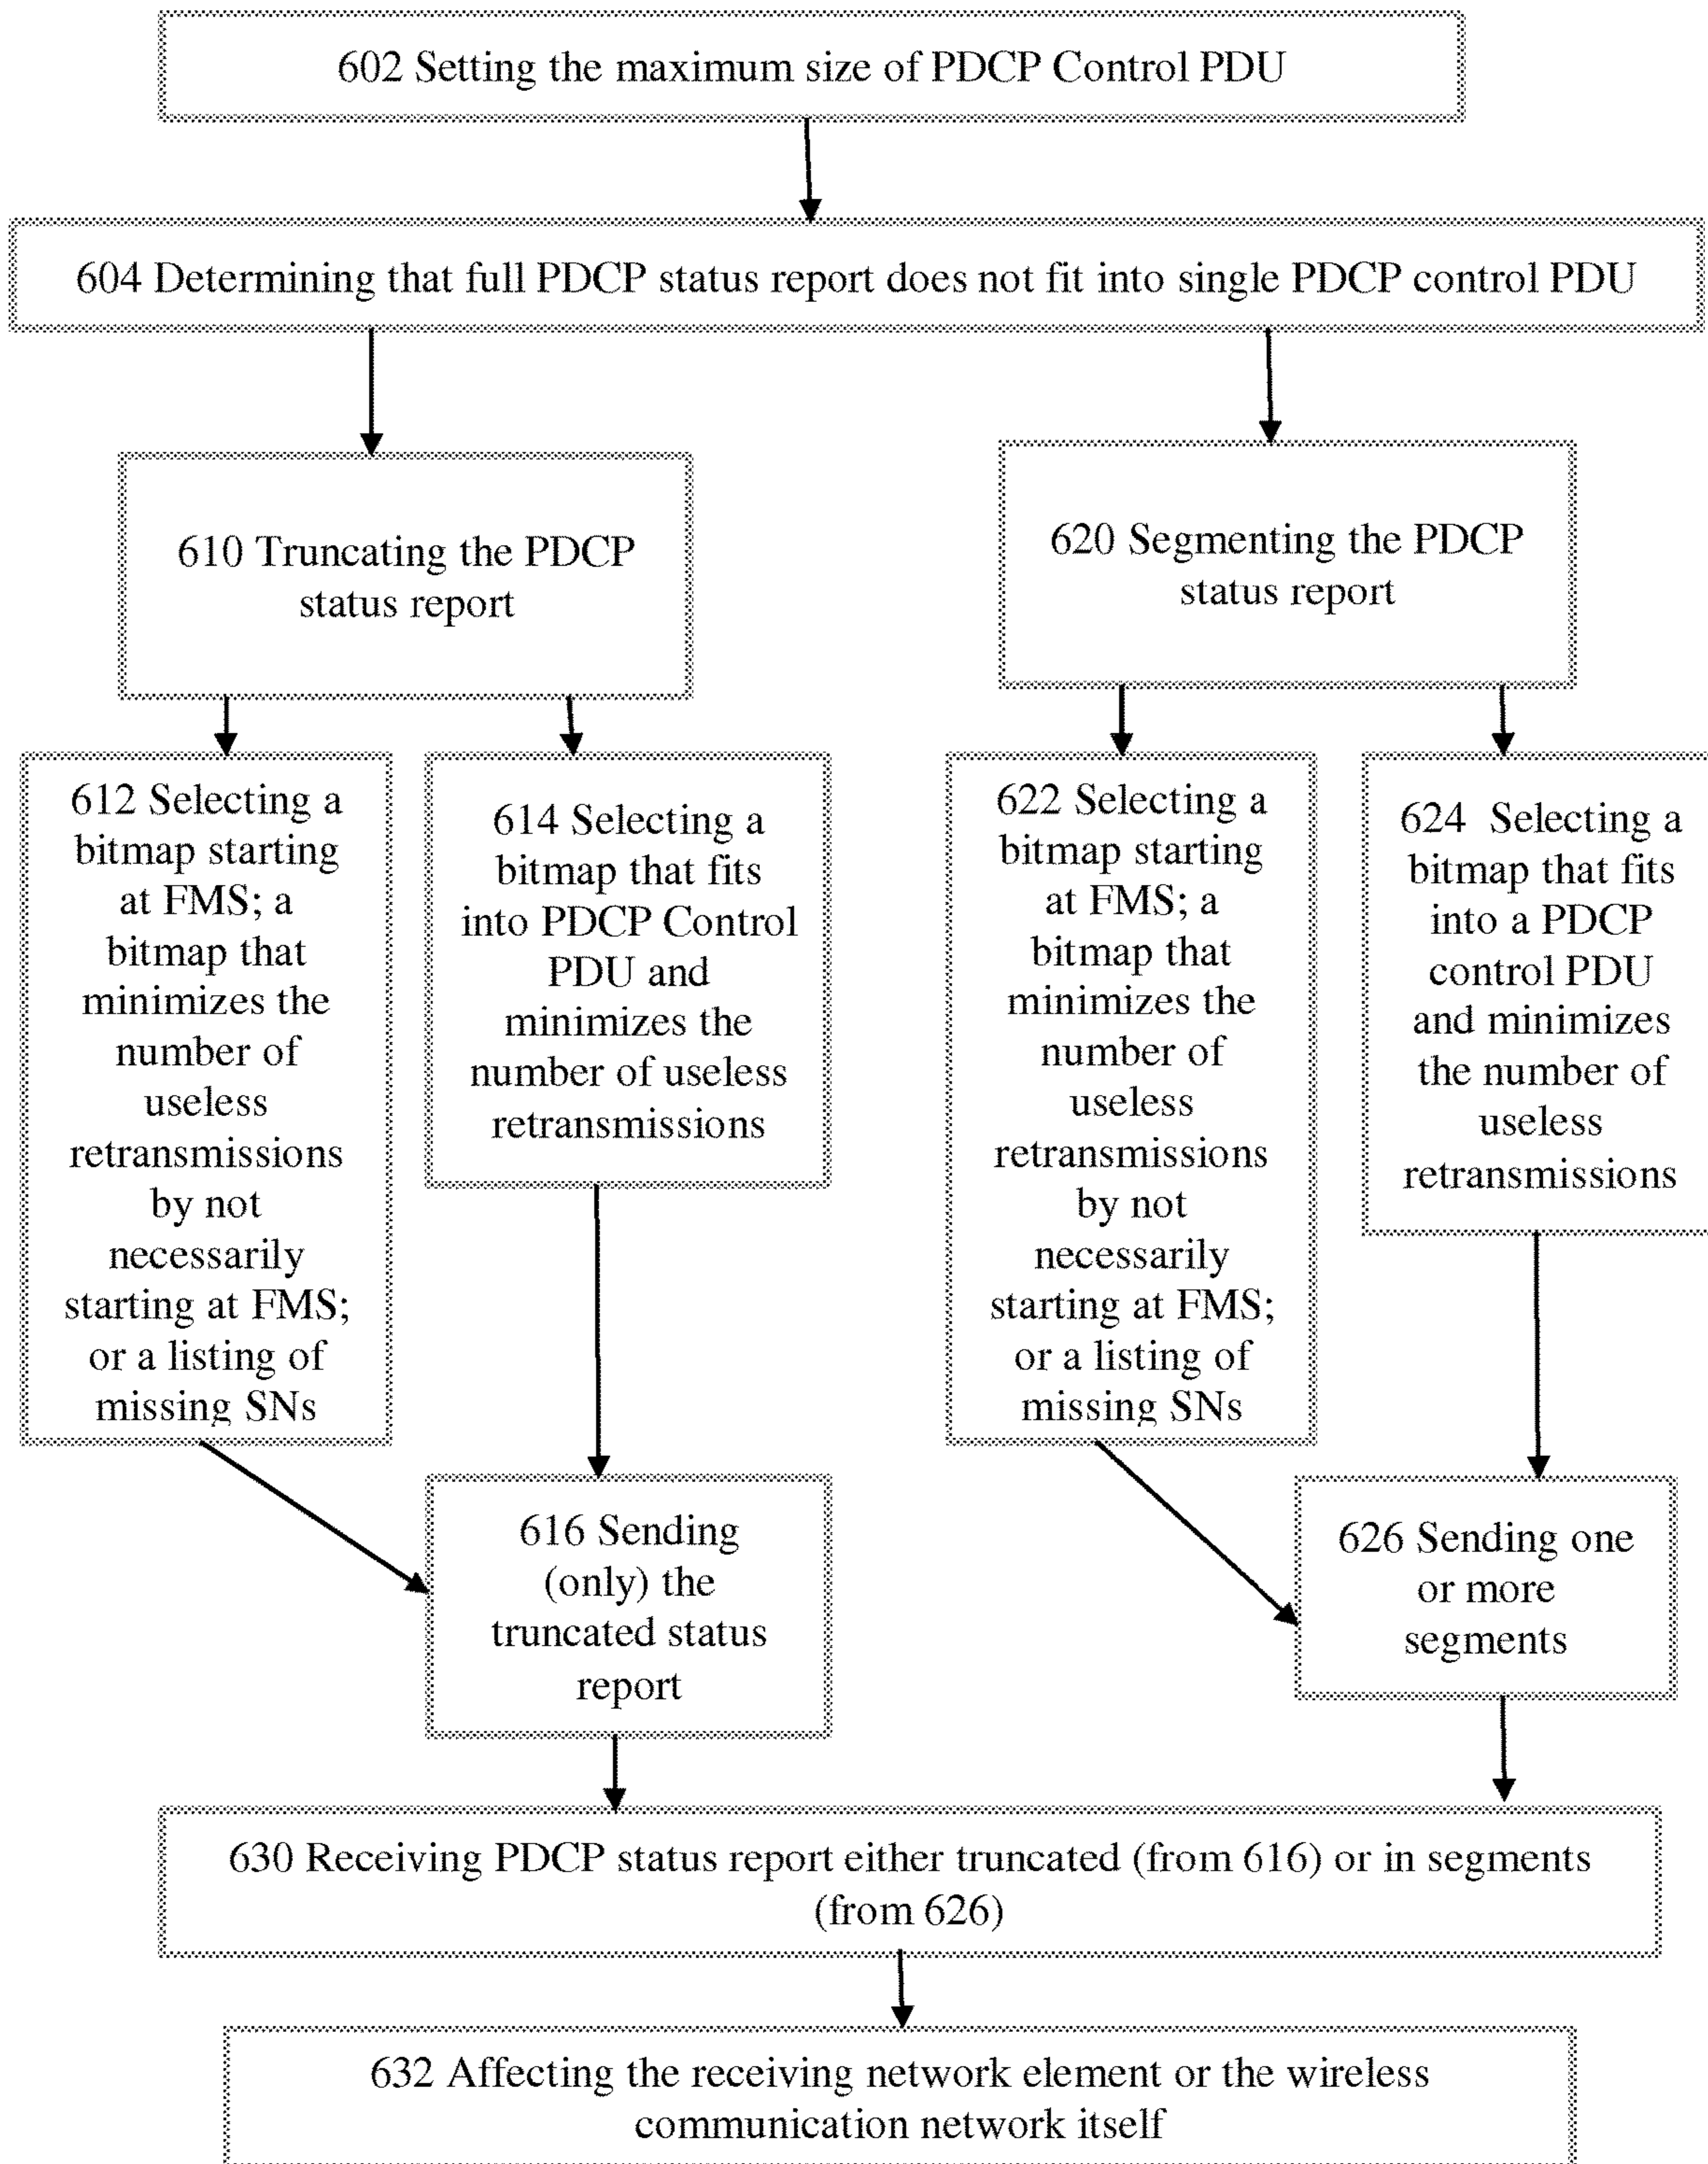 602 Setting the maximum size of PDCP Control PDU
604 Determining that full PDCP status report does not fit into single PDCP control PDU
610 Truncating the PDCP
status report
620 Segmenting the PDCP
status report
612 Selecting a
bitmap starting
at FMS; a
bitmap that
minimizes the
number of
useless
retransmissions
by not
necessarily
starting at FMS;
or a listing of
missing SNs
614 Selecting a
bitmap that fits
into PDCP Control
PDU and
minimizes the
number of useless
retransmissions
622 Selecting a
bitmap starting
at FMS; a
bitmap that
minimizes the
number of
useless
retransmissions
by not
necessarily
starting at FMS;
or a listing of
missing SNs
624 Selecting a
bitmap that fits
into a PDCP
control PDU
and minimizes
the number of
useless
retransmissions
616 Sending
(only) the
truncated status
report
626 Sending one
or more
segments
630 Receiving PDCP status report either truncated (from 616) or in segments
(from 626)
632 Affecting the receiving network element or the wireless
communication network itself